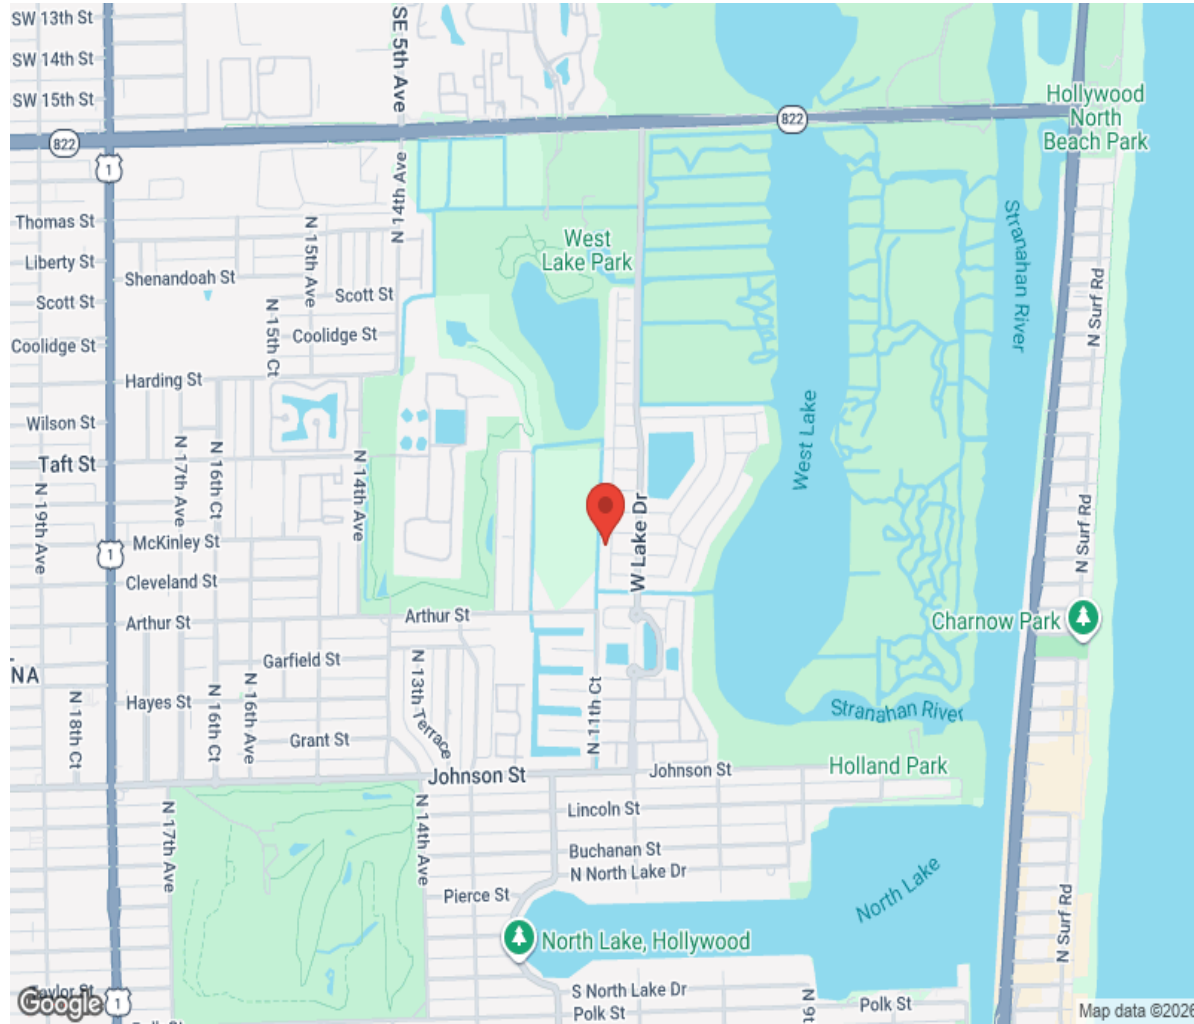 SW 13th St
SW 14th St
SW 15th St
SE 5th Ave
822
822
1
Hollywood
North
Beach Park
N 14th Ave
Thomas St
Liberty St
Shenandoah St
N 15th Ave
Scott St
Scott St
N 15th Ct
Coolidge St
Coolidge St
West
Lake Park
Stranahan River
N Surf Rd
Harding St
Wilson St
Taft St
N 17th Ave
N 16th Ct
N 14th Ave
West Lake
N 19th Ave
McKinley St
1
Cleveland St
W Lake Dr
N Surf Rd
Arthur St
Arthur St
Charnow Park
NA
Garfield St
Hayes St
N 18th Ct
N 16th Ct
N 16th Ave
N 13th Terrace
N 11th Ct
Grant St
Stranahan River
Holland Park
Johnson St
Johnson St
N 17th Ave
N 14th Ave
Lincoln St
Buchanan St
N North Lake Dr
Pierce St
North Lake
N Surf Rd
North Lake, Hollywood
S North Lake Dr
Polk St
Polk St
Taylor St
Google
1
Map data ©2026